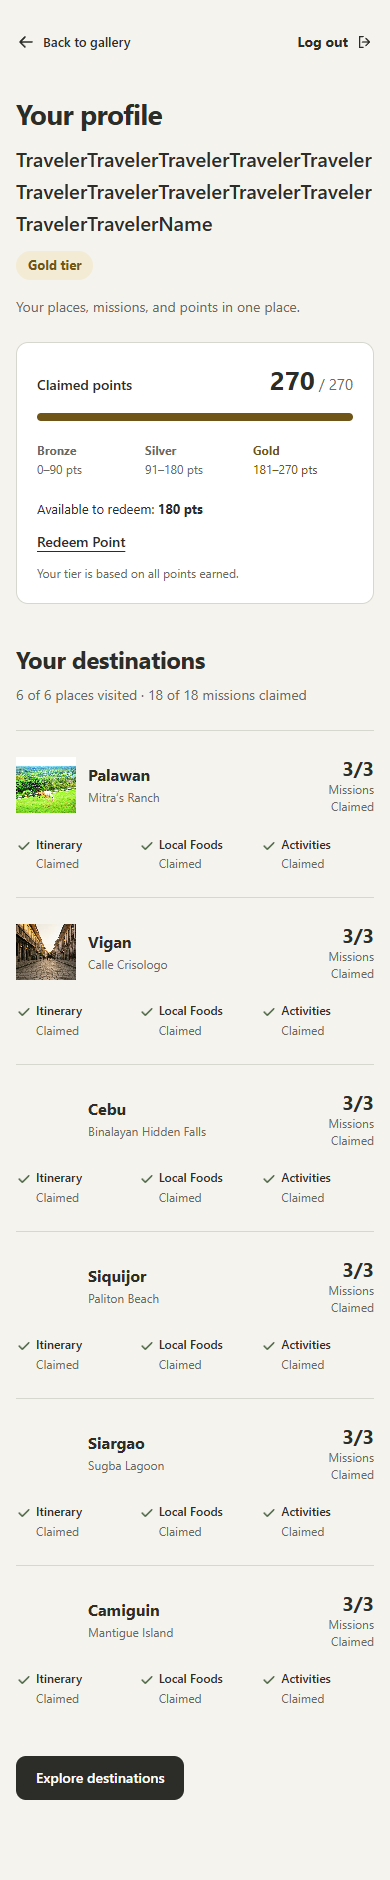 Back to gallery
Log out
Your profile
TravelerTravelerTravelerTravelerTraveler
TravelerTravelerTravelerTravelerTraveler
TravelerTravelerName
Gold tier
Your places, missions, and points in one place.
Claimed points
270 / 270
Bronze
0–90 pts
Silver
91–180 pts
Gold
181–270 pts
Available to redeem: 180 pts
Redeem Point
Your tier is based on all points earned.
Your destinations
6 of 6 places visited · 18 of 18 missions claimed
Palawan
Mitra's Ranch
3/3
Missions
Claimed
Itinerary
Claimed
Local Foods
Claimed
Activities
Claimed
Vigan
Calle Crisologo
3/3
Missions
Claimed
Itinerary
Claimed
Local Foods
Claimed
Activities
Claimed
Cebu
Binalayan Hidden Falls
3/3
Missions
Claimed
Itinerary
Claimed
Local Foods
Claimed
Activities
Claimed
Siquijor
Paliton Beach
3/3
Missions
Claimed
Itinerary
Claimed
Local Foods
Claimed
Activities
Claimed
Siargao
Sugba Lagoon
3/3
Missions
Claimed
Itinerary
Claimed
Local Foods
Claimed
Activities
Claimed
Camiguin
Mantigue Island
3/3
Missions
Claimed
Itinerary
Claimed
Local Foods
Claimed
Activities
Claimed
Explore destinations